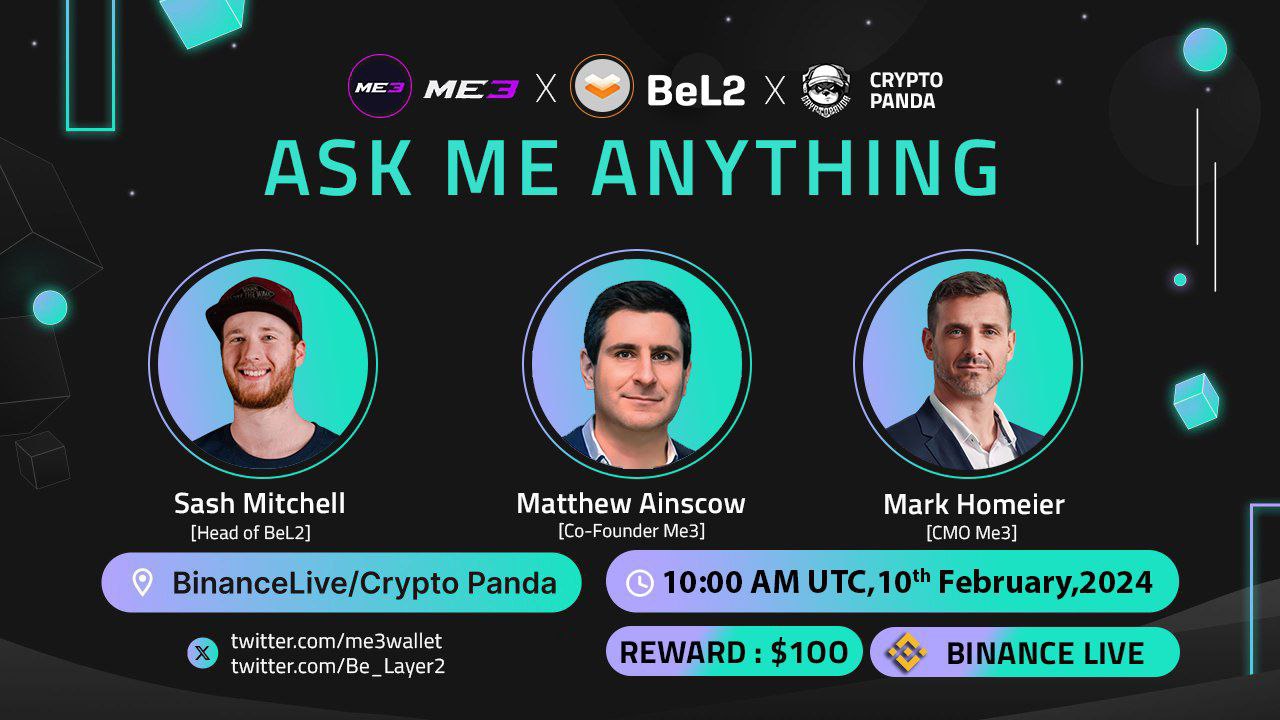 ME3 ME3 X BeL2 X CRYPTO PANDA
ASK ME ANYTHING
Sash Mitchell
[Head of BeL2]
Matthew Ainscow
[Co-Founder Me3]
Mark Homeier
[CMO Me3]
BinanceLive/Crypto Panda
10:00 AM UTC,10th February,2024
twitter.com/me3wallet
twitter.com/Be_Layer2
REWARD : $100
BINANCE LIVE